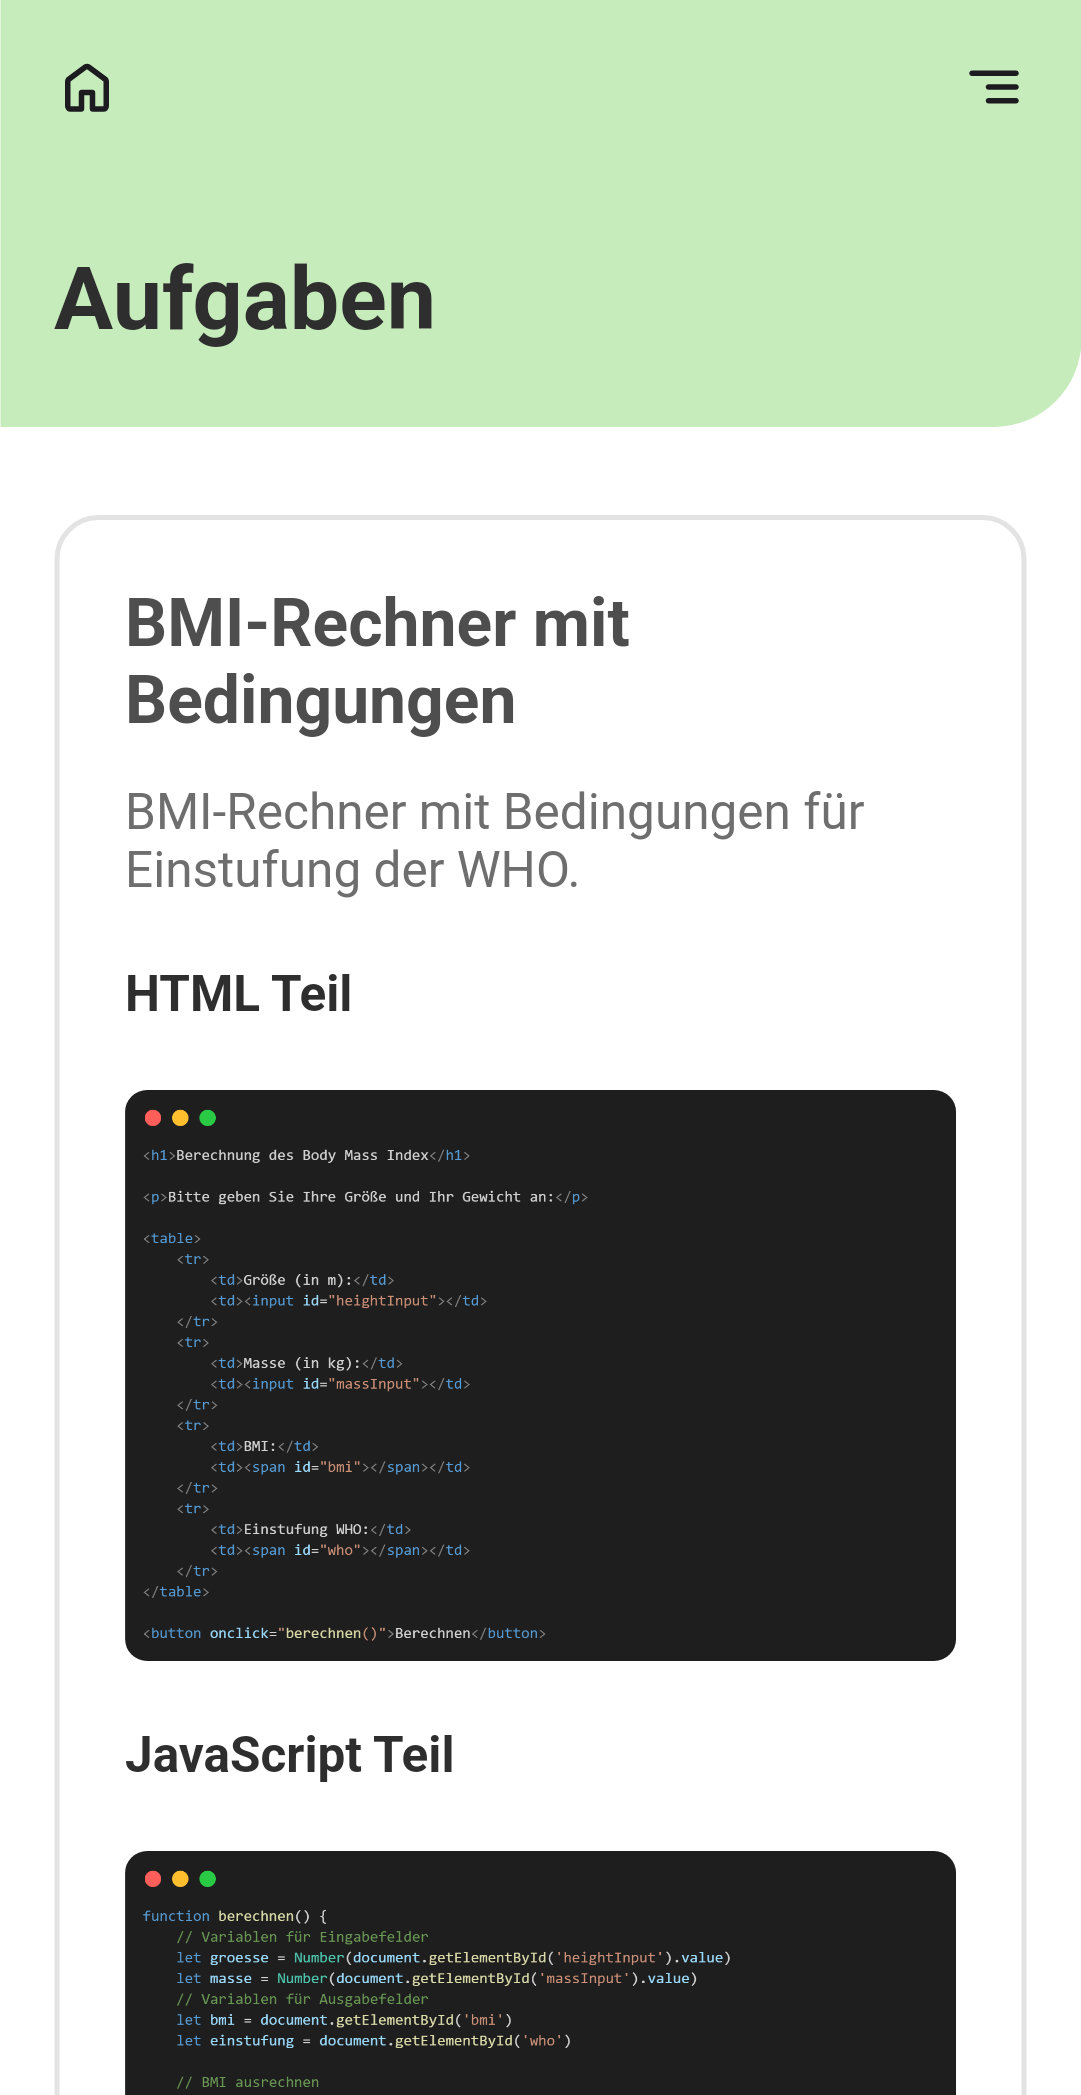 Aufgaben
BMI-Rechner mit
Bedingungen
BMI-Rechner mit Bedingungen für
Einstufung der WHO.
HTML Teil
<h1>Berechnung des Body Mass Index</h1>
<p>Bitte geben Sie Ihre Größe und Ihr Gewicht an:</p>
<table>
    <tr>
        <td>Größe (in m):</td>
        <td><input id="heightInput"></td>
    </tr>
    <tr>
        <td>Masse (in kg):</td>
        <td><input id="massInput"></td>
    </tr>
    <tr>
        <td>BMI:</td>
        <td><span id="bmi"></span></td>
    </tr>
    <tr>
        <td>Einstufung WHO:</td>
        <td><span id="who"></span></td>
    </tr>
</table>
<button onclick="berechnen()">Berechnen</button>
JavaScript Teil
function berechnen() {
    // Variablen für Eingabefelder
    let groesse = Number(document.getElementById('heightInput').value)
    let masse = Number(document.getElementById('massInput').value)
    // Variablen für Ausgabefelder
    let bmi = document.getElementById('bmi')
    let einstufung = document.getElementById('who')
    // BMI ausrechnen